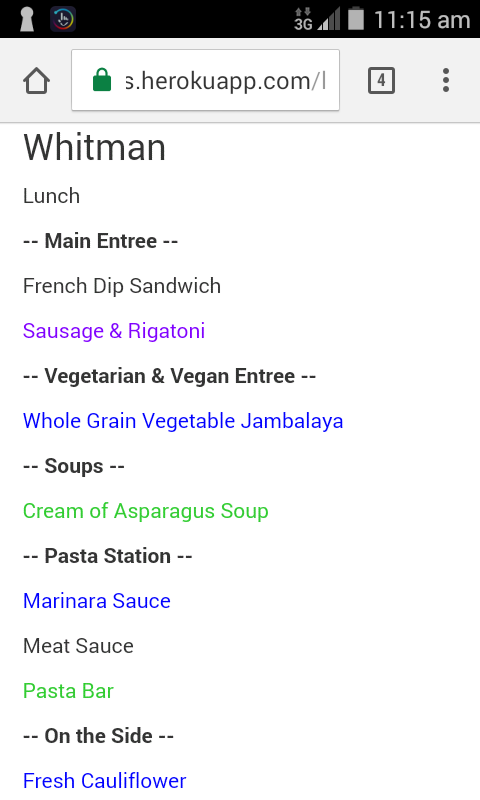 3G 11:15 am
s.herokuapp.com/l 4
Whitman
Lunch
-- Main Entree --
French Dip Sandwich
Sausage & Rigatoni
-- Vegetarian & Vegan Entree --
Whole Grain Vegetable Jambalaya
-- Soups --
Cream of Asparagus Soup
-- Pasta Station --
Marinara Sauce
Meat Sauce
Pasta Bar
-- On the Side --
Fresh Cauliflower